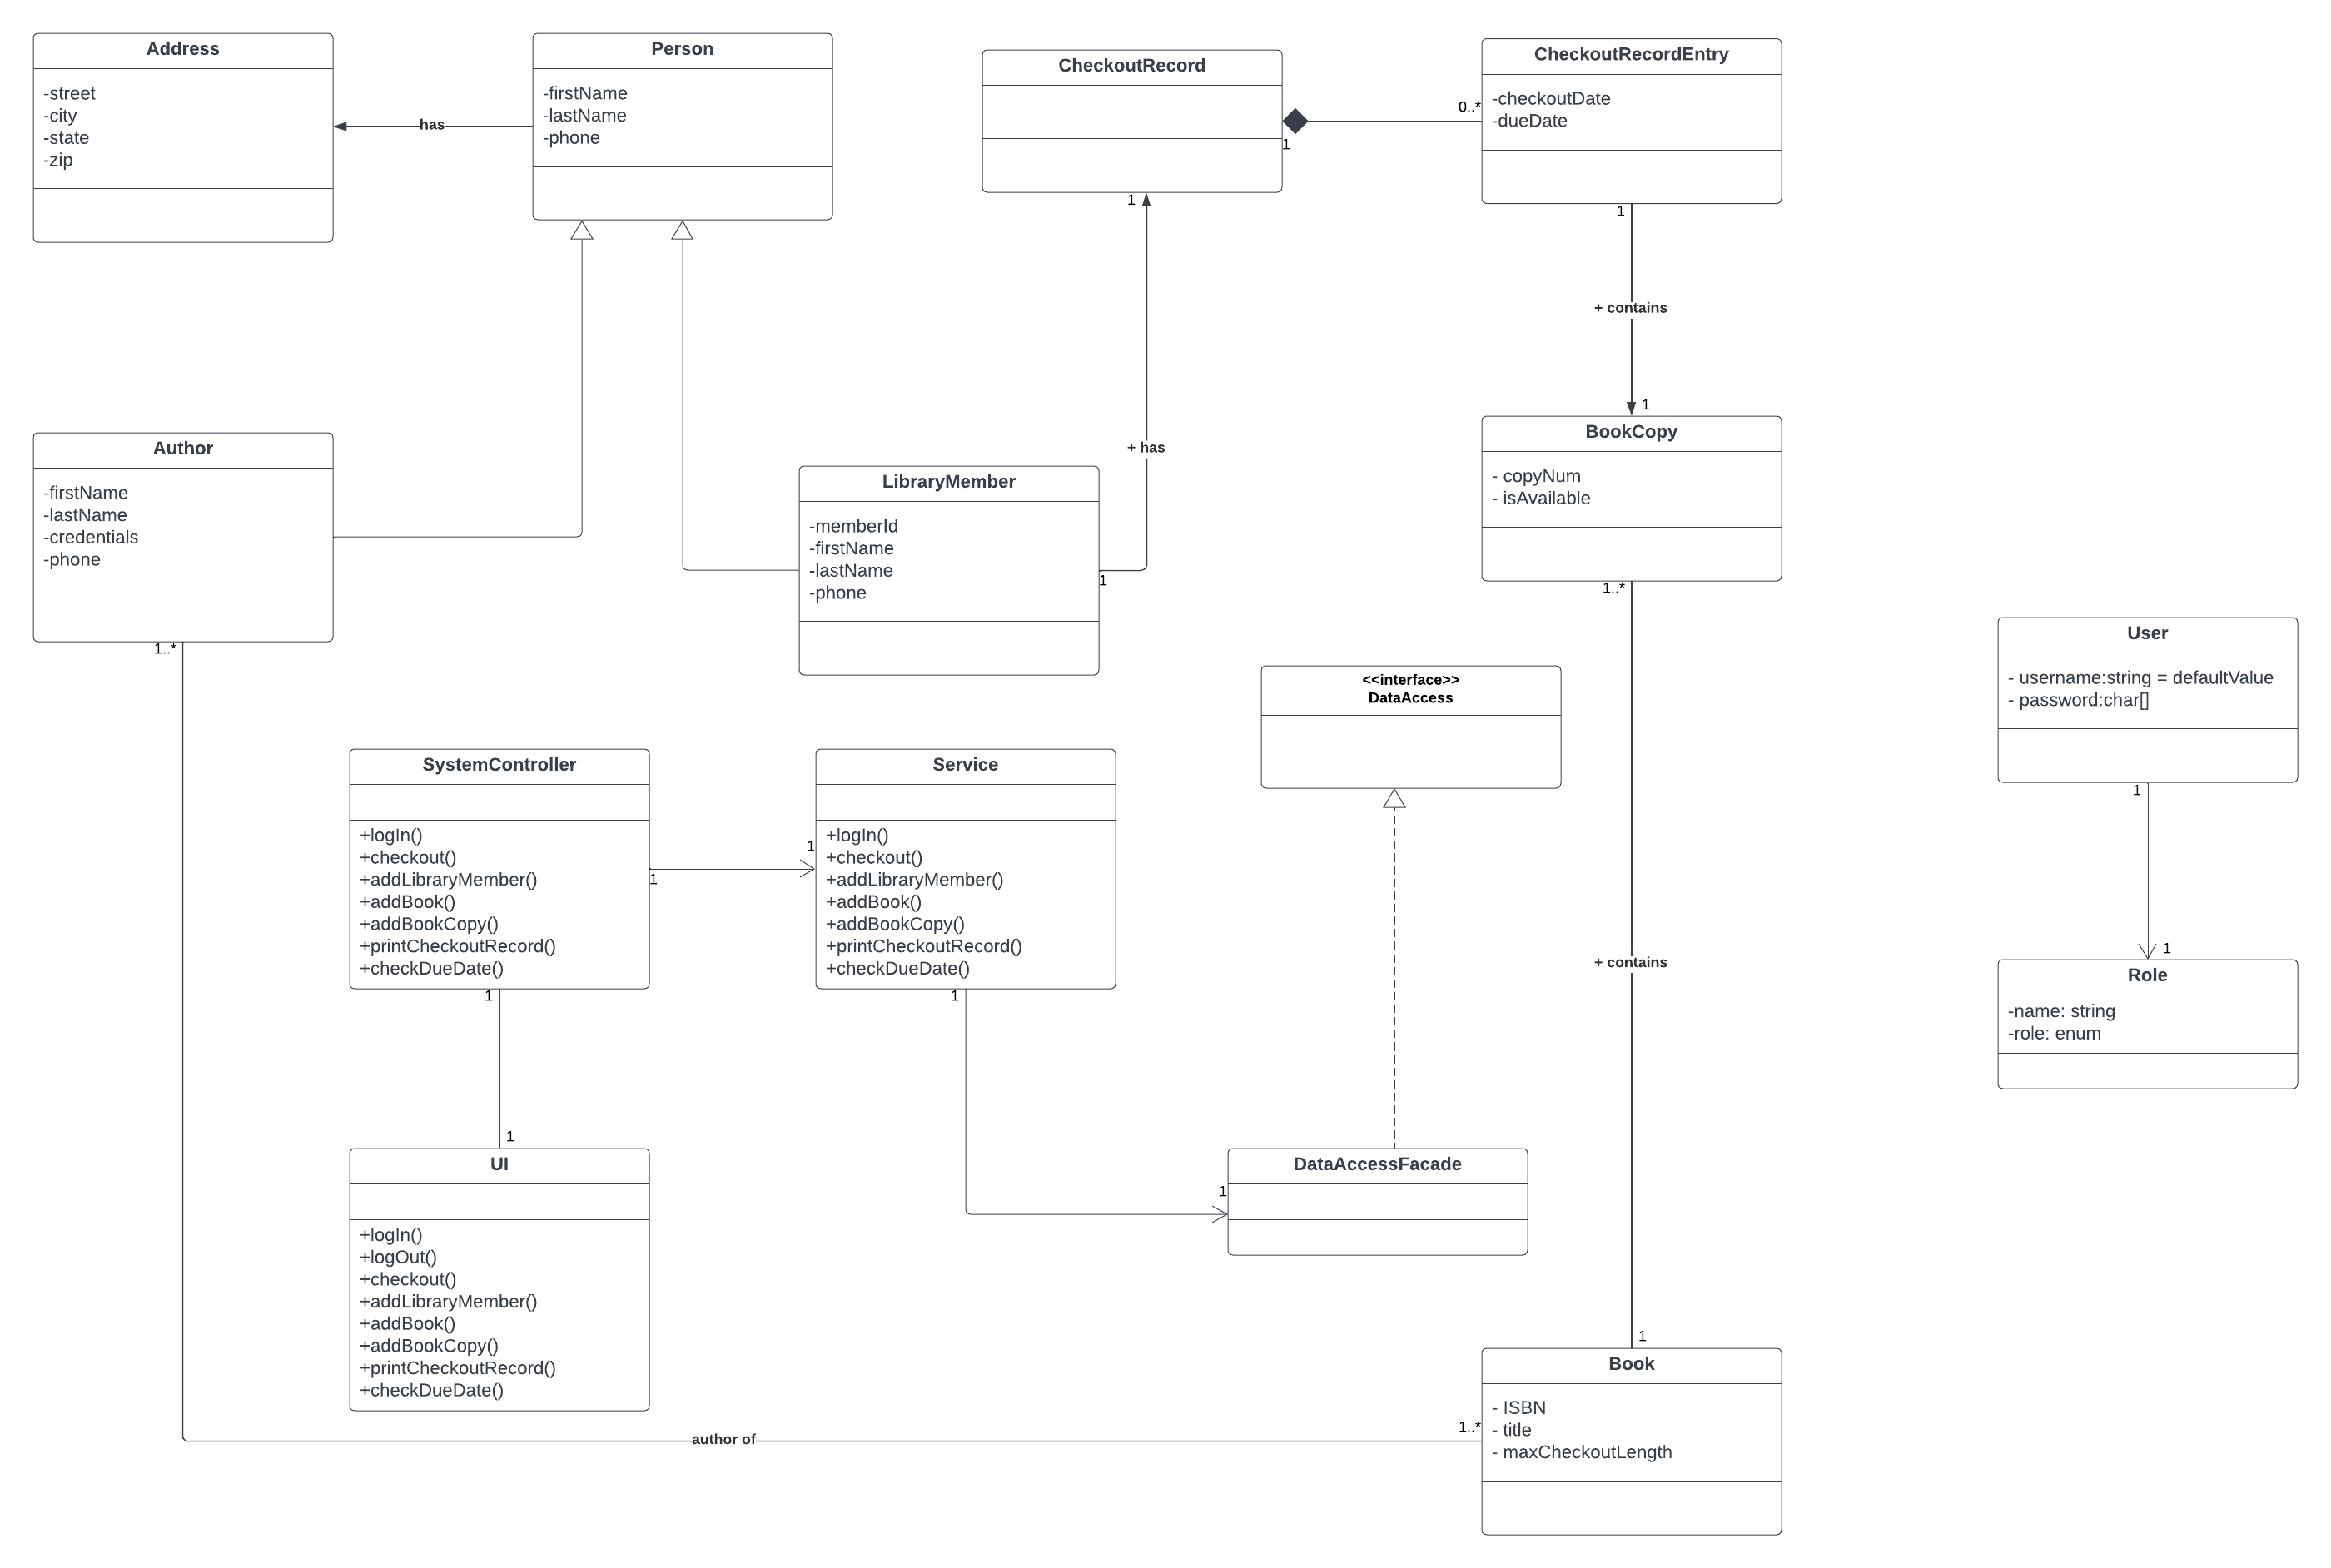 Address
-street
-city
-state
-zip
has
Person
-firstName
-lastName
-phone
CheckoutRecord
1
0..*
CheckoutRecordEntry
-checkoutDate
-dueDate
1
1
+ contains
1
Author
-firstName
-lastName
-credentials
-phone
1..*
LibraryMember
-memberId
-firstName
-lastName
-phone
1
+ has
BookCopy
- copyNum
- isAvailable
1..*
User
- username:string = defaultValue
- password:char[]
1
<<interface>>
DataAccess
SystemController
+logIn()
+checkout()
+addLibraryMember()
+addBook()
+addBookCopy()
+printCheckoutRecord()
+checkDueDate()
1
1
1
Service
+logIn()
+checkout()
+addLibraryMember()
+addBook()
+addBookCopy()
+printCheckoutRecord()
+checkDueDate()
1
+ contains
1
Role
-name: string
-role: enum
1
UI
+logIn()
+logOut()
+checkout()
+addLibraryMember()
+addBook()
+addBookCopy()
+printCheckoutRecord()
+checkDueDate()
1
DataAccessFacade
1
Book
- ISBN
- title
- maxCheckoutLength
1..*
author of